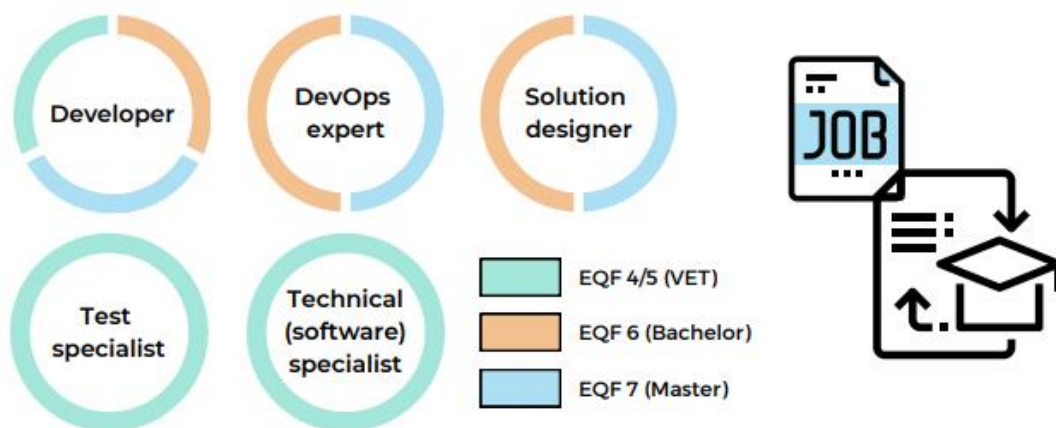 Developer
DevOps
expert
Solution
designer
JOB
Test
specialist
Technical
(software)
specialist
EQF 4/5 (VET)
EQF 6 (Bachelor)
EQF 7 (Master)